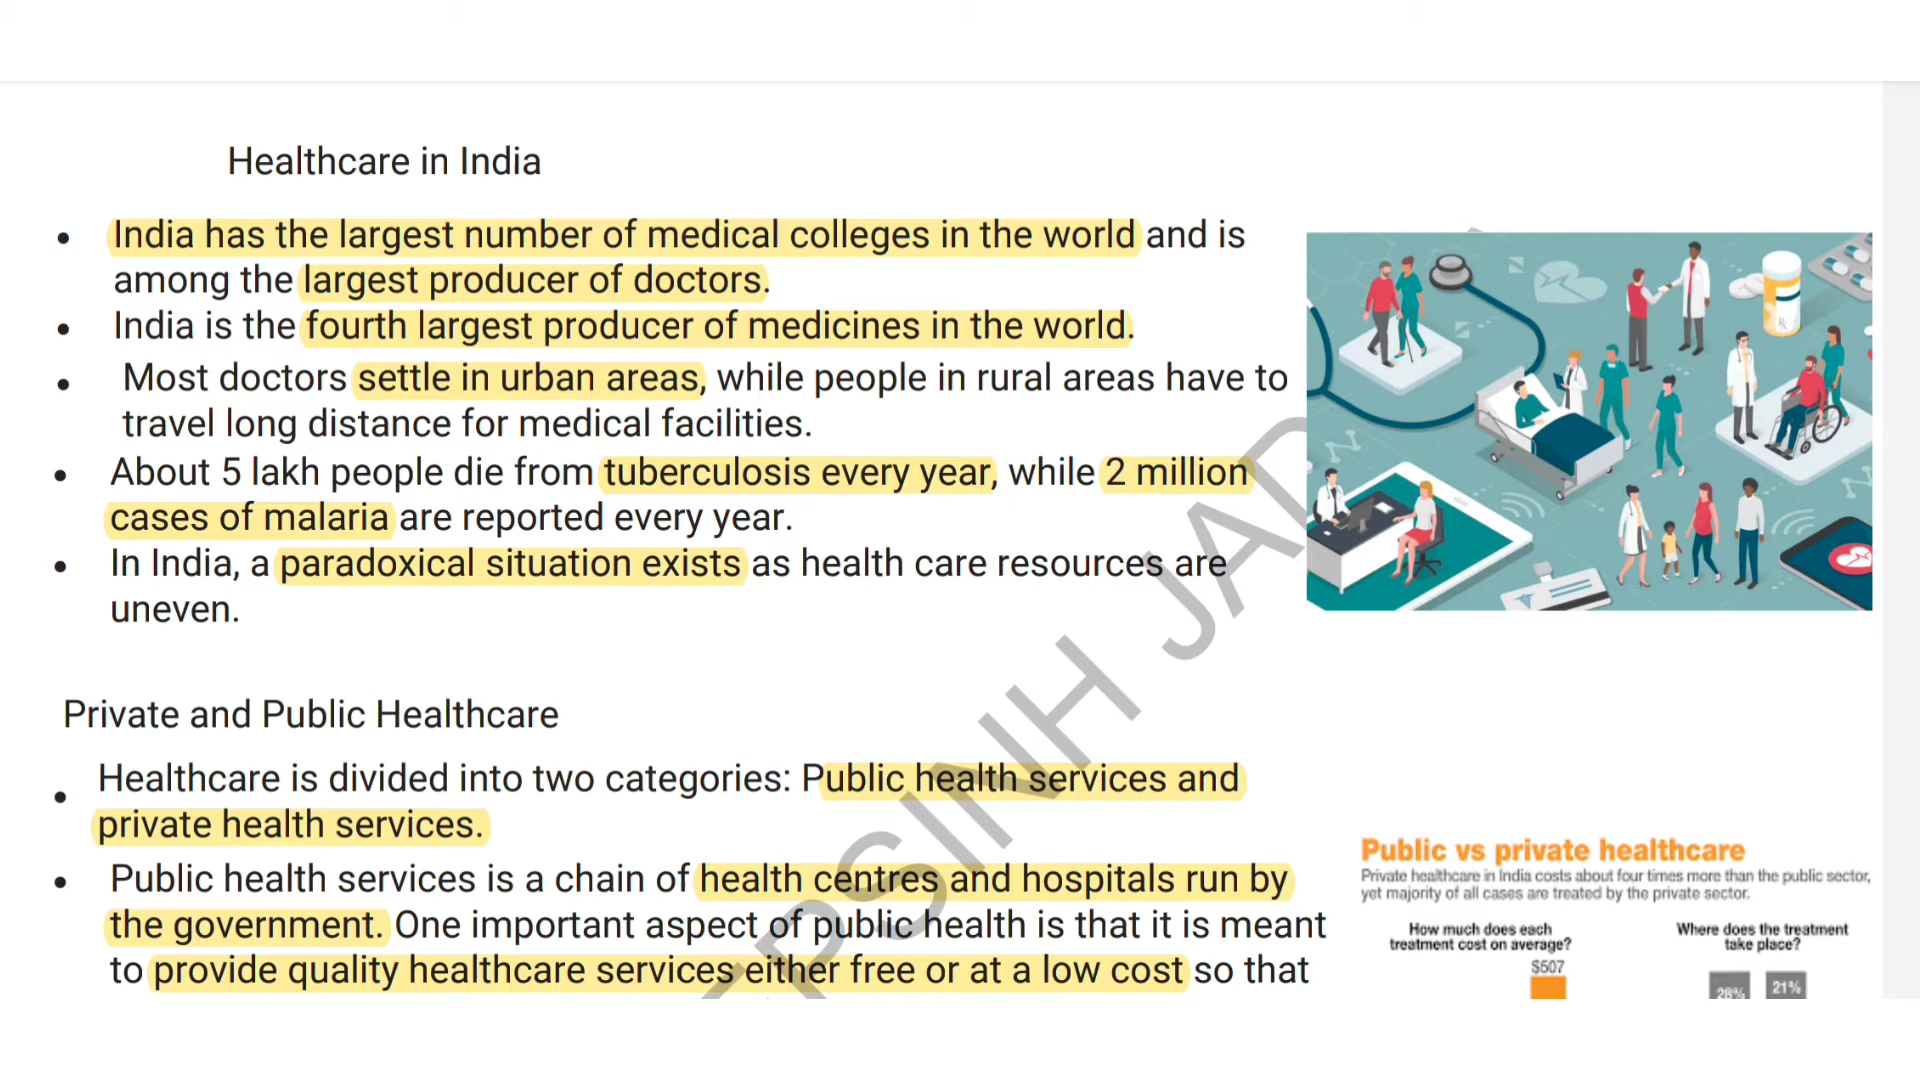 Healthcare in India
• India has the largest number of medical colleges in the world and is
among the largest producer of doctors.
• India is the fourth largest producer of medicines in the world.
• Most doctors settle in urban areas, while people in rural areas have to
travel long distance for medical facilities.
• About 5 lakh people die from tuberculosis every year, while 2 million
cases of malaria are reported every year.
• In India, a paradoxical situation exists as health care resources are
uneven.
Private and Public Healthcare
• Healthcare is divided into two categories: Public health services and
private health services.
• Public health services is a chain of health centres and hospitals run by
the government. One important aspect of public health is that it is meant
to provide quality healthcare services either free or at a low cost so that
Public vs private healthcare
Private healthcare in India costs about four times more than the public sector,
yet majority of all cases are treated by the private sector.
How much does each
treatment cost on average?
$507
Where does the treatment
take place?
28%
21%